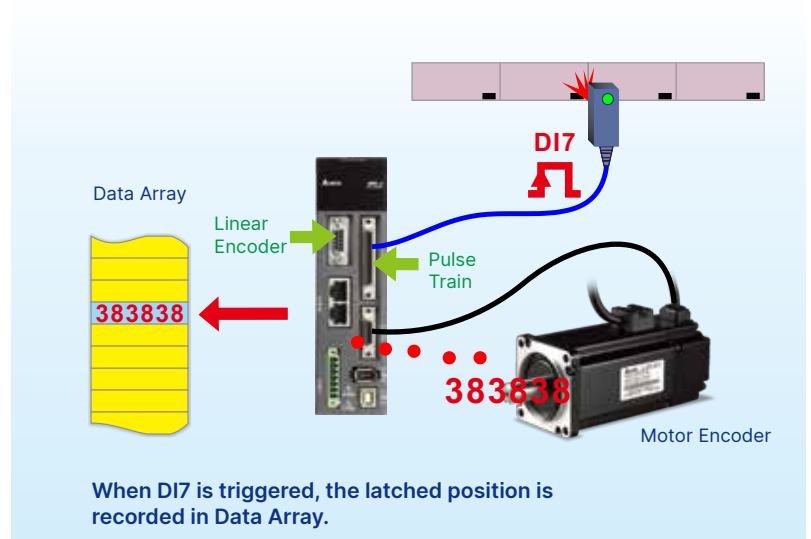 DI7
Data Array
Linear
Encoder
Pulse
Train
383838
383838
Motor Encoder
When DI7 is triggered, the latched position is
recorded in Data Array.